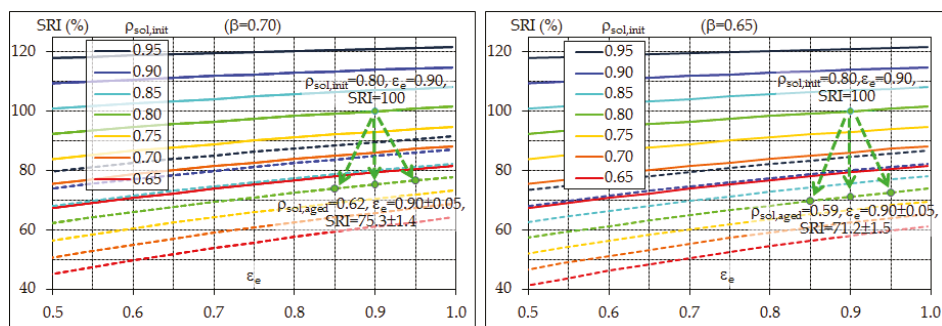 SRI (%) ρsol,init (β=0.70)
120
100
80
60
40
0.95
0.90
0.85
0.80
0.75
0.70
0.65
ρsol,init=0.80, εe=0.90,
SRI=100
ρsol,aged=0.62, εe=0.90±0.05,
SRI=75.3±1.4
εe
0.5 0.6 0.7 0.8 0.9 1.0
SRI (%) ρsol,init (β=0.65)
120
100
80
60
40
0.95
0.90
0.85
0.80
0.75
0.70
0.65
ρsol,init=0.80, εe=0.90,
SRI=100
ρsol,aged=0.59, εe=0.90±0.05,
SRI=71.2±1.5
εe
0.5 0.6 0.7 0.8 0.9 1.0